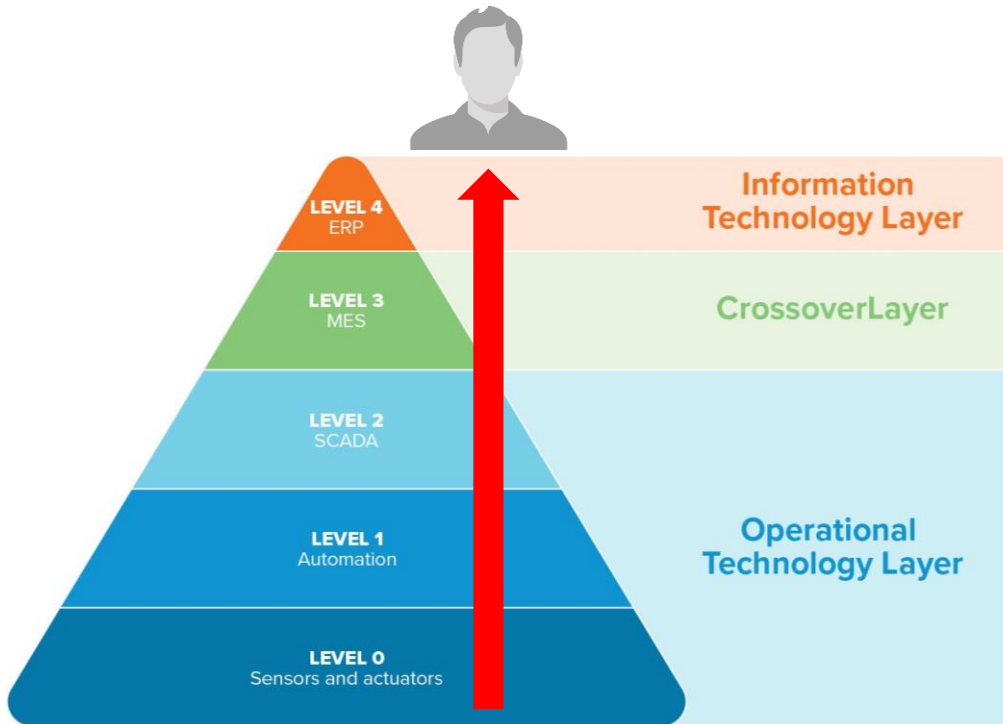 LEVEL 4
ERP
Information
Technology Layer
LEVEL 3
MES
CrossoverLayer
LEVEL 2
SCADA
LEVEL 1
Automation
Operational
Technology Layer
LEVEL 0
Sensors and actuators